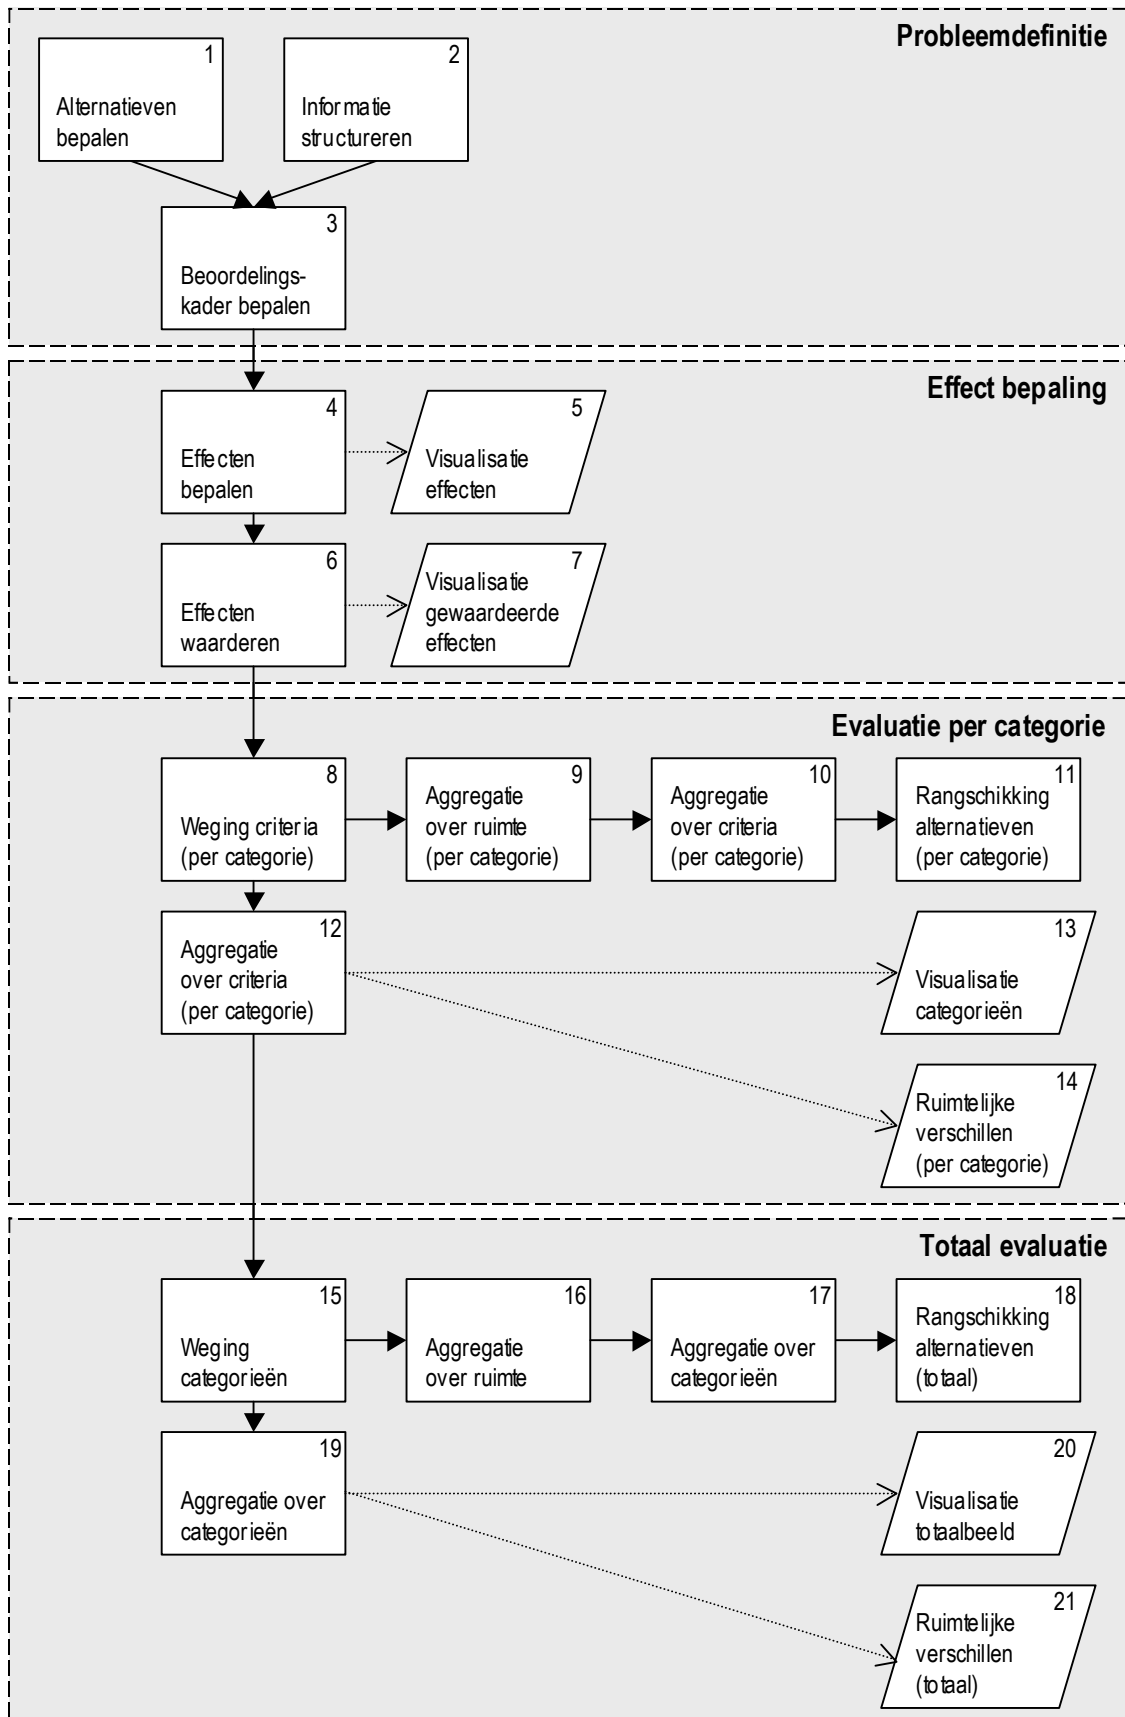 Probleemdefinitie
1
Alternatieven
bepalen
2
Informatie
structureren
3
Beoordelings-
kader bepalen
Effect bepaling
4
Effecten
bepalen
5
Visualisatie
effecten
6
Effecten
waarderen
7
Visualisatie
gewaardeerde
effecten
Evaluatie per categorie
8
Weging criteria
(per categorie)
9
Aggregatie
over ruimte
(per categorie)
10
Aggregatie
over criteria
(per categorie)
11
Rangschikking
alternatieven
(per categorie)
12
Aggregatie
over criteria
(per categorie)
13
Visualisatie
categorieën
14
Ruimtelijke
verschillen
(per categorie)
Totaal evaluatie
15
Weging
categorieën
16
Aggregatie
over ruimte
17
Aggregatie over
categorieën
18
Rangschikking
alternatieven
(totaal)
19
Aggregatie over
categorieën
20
Visualisatie
totaalbeeld
21
Ruimtelijke
verschillen
(totaal)